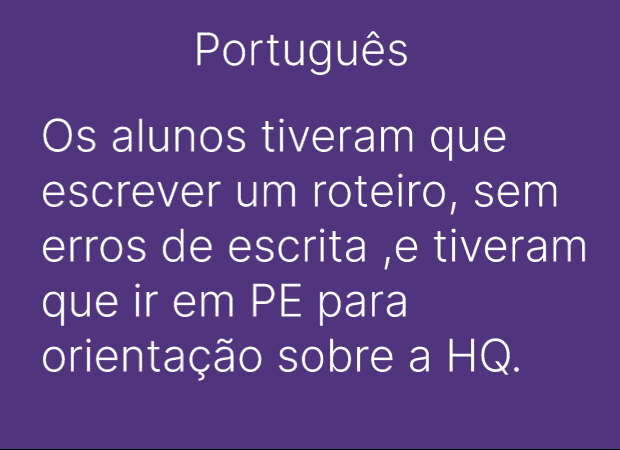 Português
Os alunos tiveram que
escrever um roteiro, sem
erros de escrita ,e tiveram
que ir em PE para
orientação sobre a HQ.